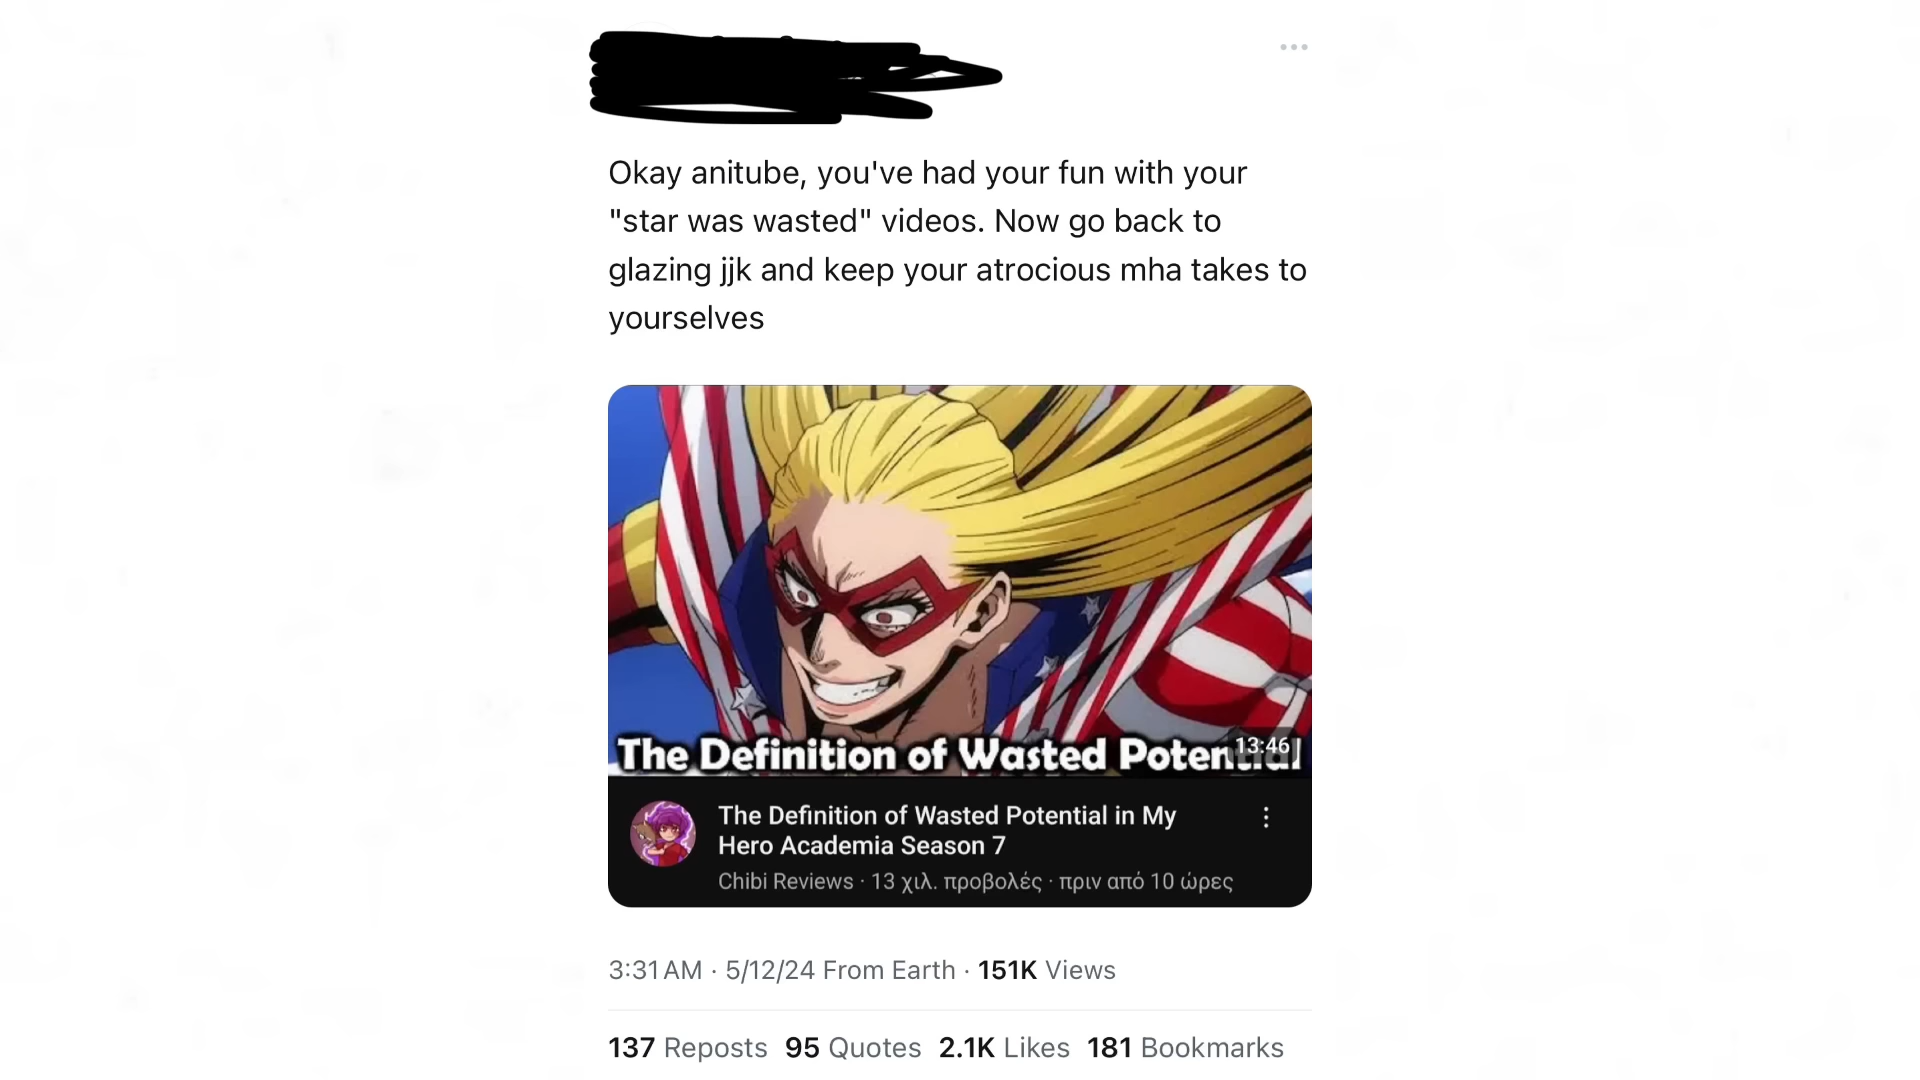 Okay anitube, you've had your fun with your
"star was wasted" videos. Now go back to
glazing jjk and keep your atrocious mha takes to
yourselves
The Definition of Wasted Potential
13:46
The Definition of Wasted Potential in My
Hero Academia Season 7
Chibi Reviews · 13 χιλ. προβολές · πριν από 10 ώρες
3:31 AM · 5/12/24 From Earth · 151K Views
137 Reposts 95 Quotes 2.1K Likes 181 Bookmarks